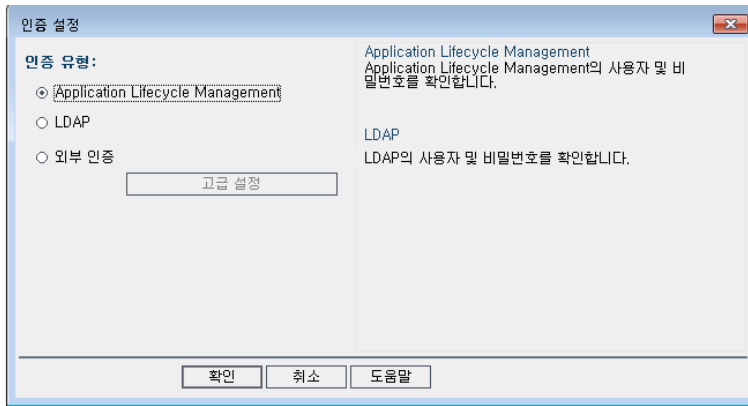 인증 설정
인증 유형:
Application Lifecycle Management
LDAP
외부 인증
고급 설정
Application Lifecycle Management
Application Lifecycle Management의 사용자 및 비
밀번호를 확인합니다.
LDAP
LDAP의 사용자 및 비밀번호를 확인합니다.
확인
취소
도움말